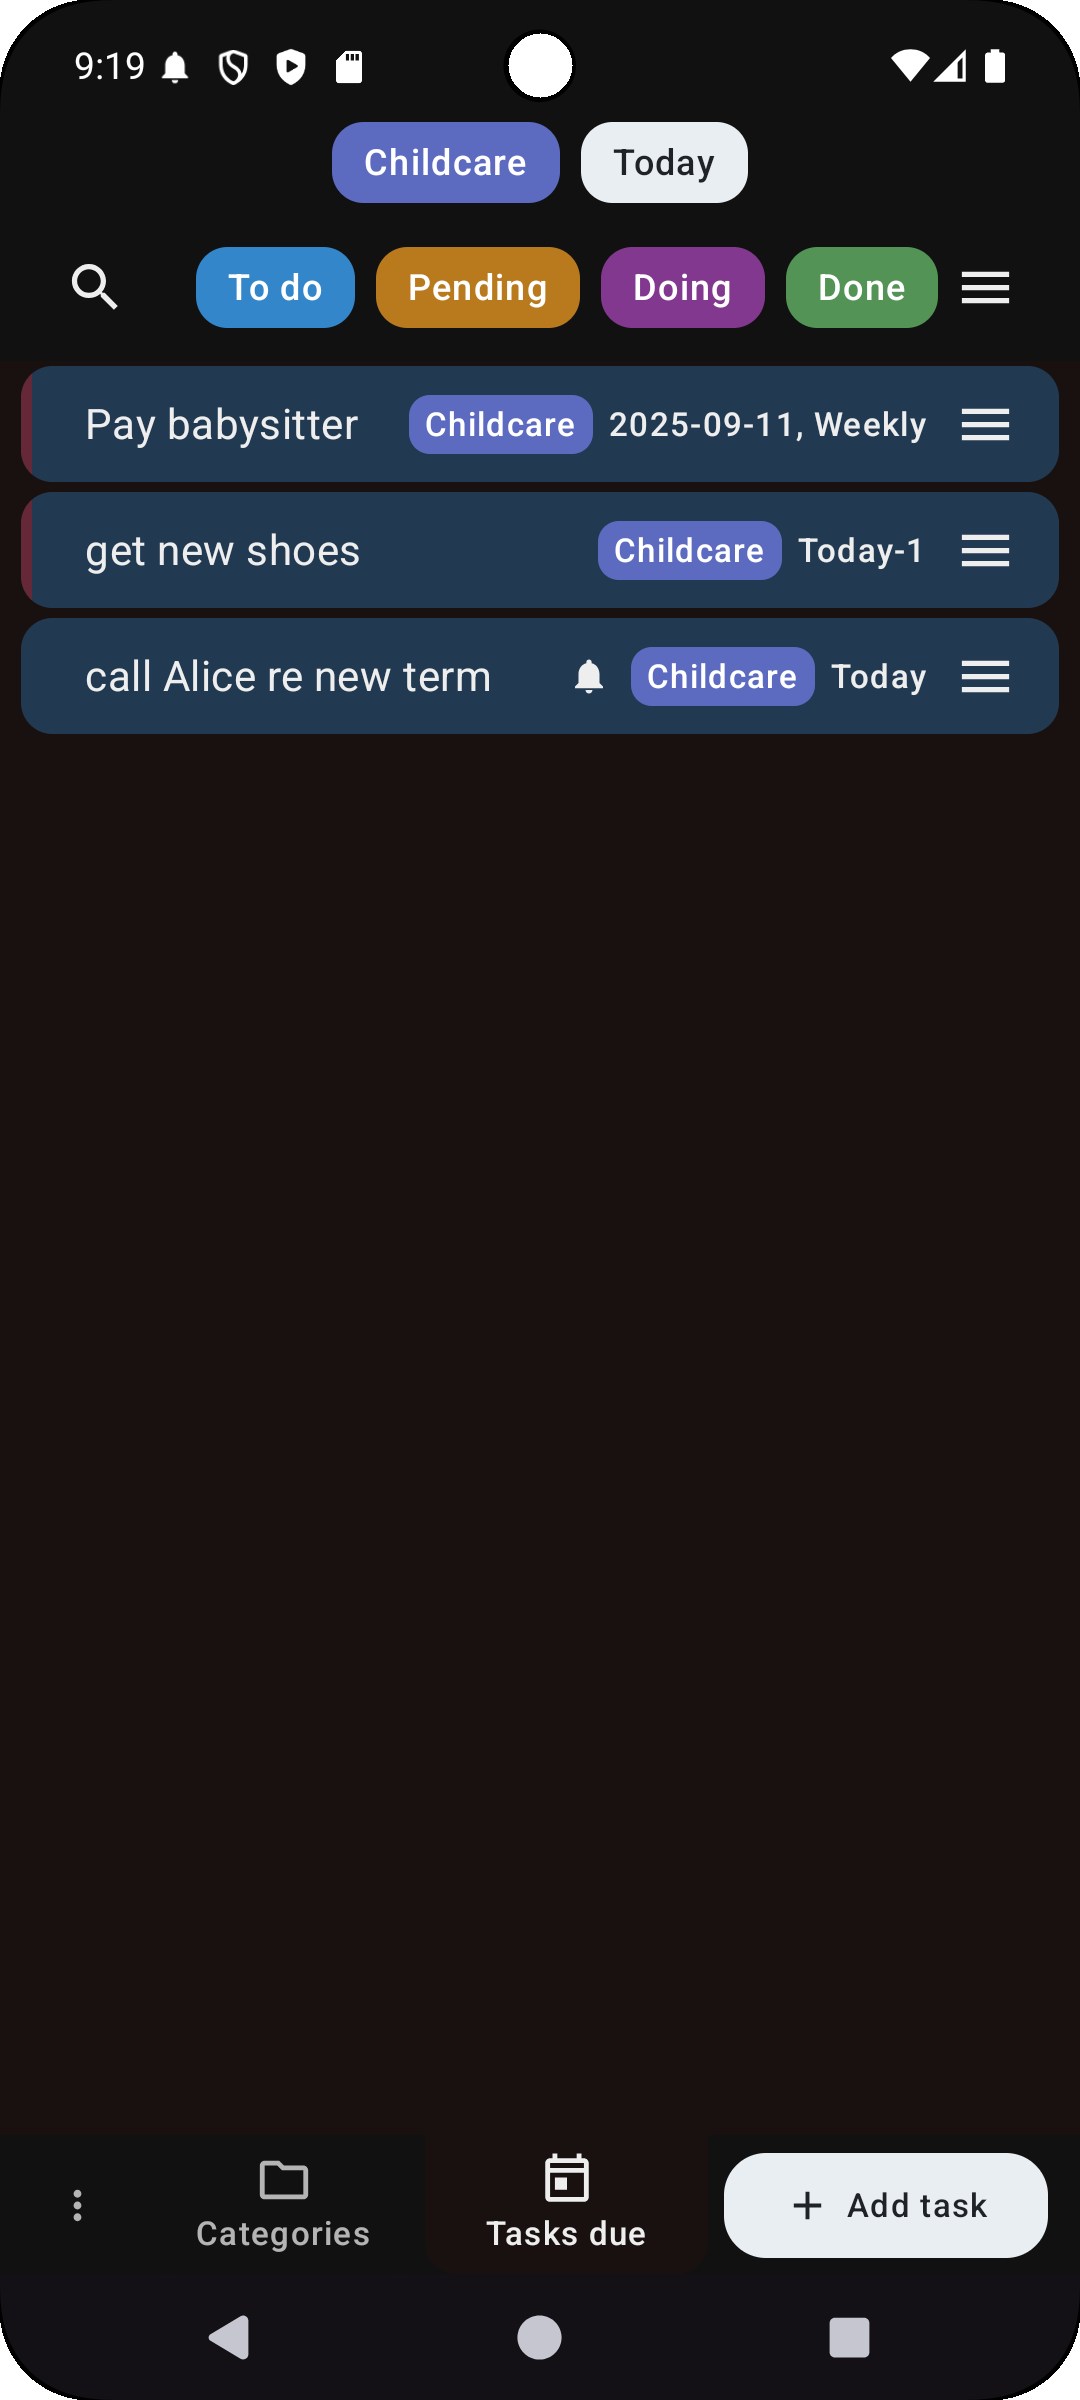 9:19
Childcare Today
To do Pending Doing Done
Pay babysitter Childcare 2025-09-11, Weekly
get new shoes Childcare Today-1
call Alice re new term Childcare Today
Categories Tasks due Add task